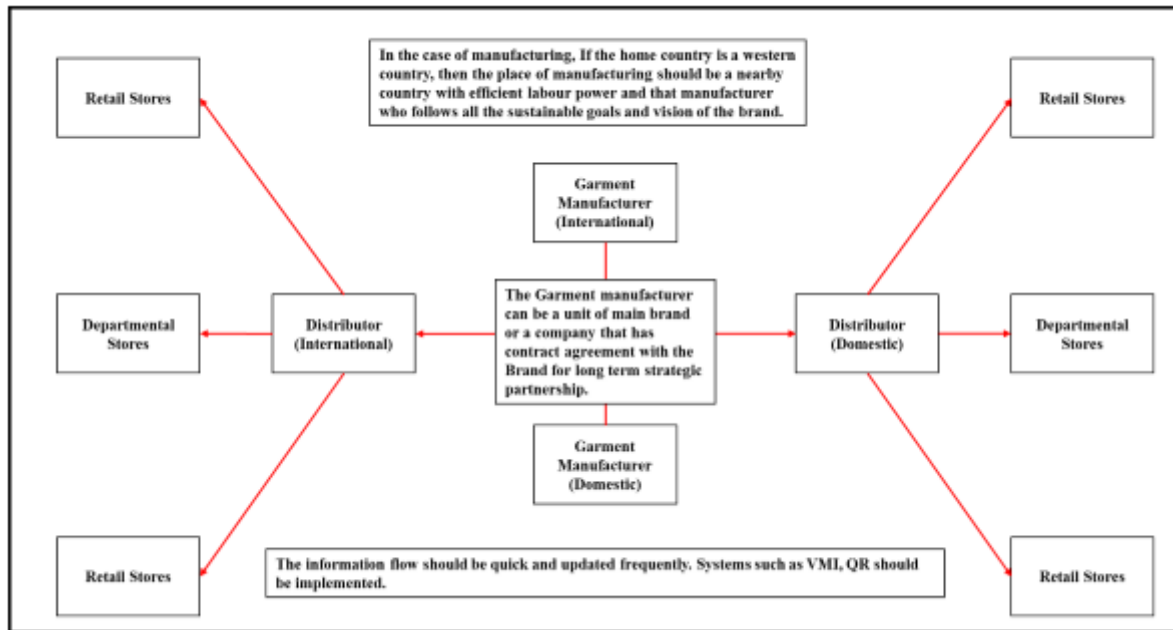 Retail Stores
In the case of manufacturing, If the home country is a western
country, then the place of manufacturing should be a nearby
country with efficient labour power and that manufacturer
who follows all the sustainable goals and vision of the brand.
Retail Stores
Garment
Manufacturer
(International)
Departmental
Stores
Distributor
(International)
The Garment manufacturer
can be a unit of main brand
or a company that has
contract agreement with the
Brand for long term strategic
partnership.
Distributor
(Domestic)
Departmental
Stores
Garment
Manufacturer
(Domestic)
Retail Stores
The information flow should be quick and updated frequently. Systems such as VMI, QR should
be implemented.
Retail Stores